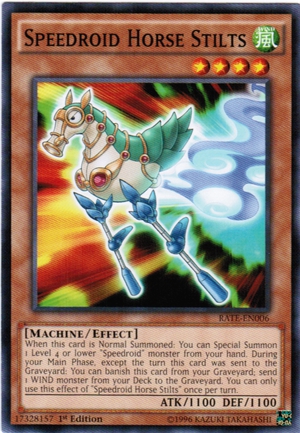 SPEEDROID HORSE STILTS
風
RATE-EN006
[MACHINE/EFFECT]
When this card is Normal Summoned: You can Special Summon
1 Level 4 or lower "Speedroid" monster from your hand. During
your Main Phase, except the turn this card was sent to the
Graveyard: You can banish this card from your Graveyard; send
1 WIND monster from your Deck to the Graveyard. You can only
use this effect of "Speedroid Horse Stilts" once per turn.
ATK/1100 DEF/1100
17328157 1st Edition ©1996 KAZUKI TAKAHASHI